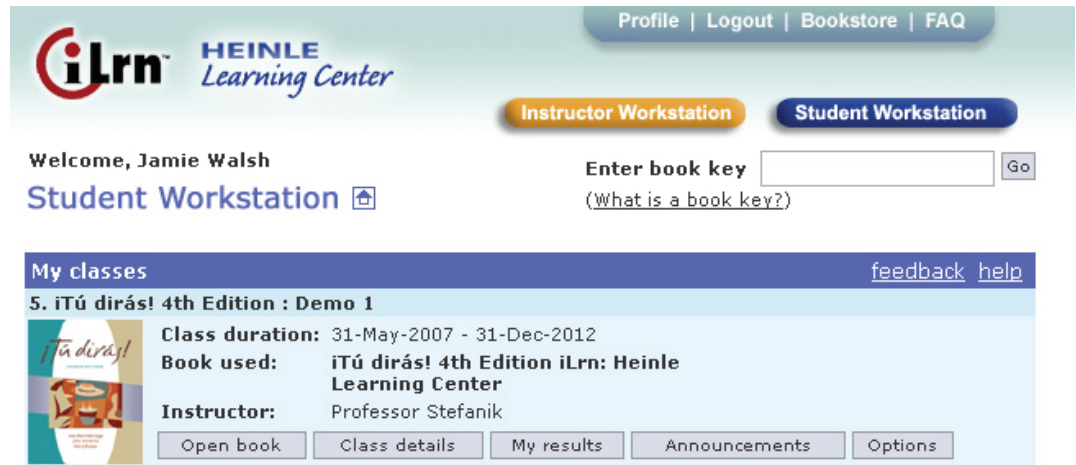 Profile | Logout | Bookstore | FAQ
iLrn™ HEINLE
Learning Center
Instructor Workstation Student Workstation
Welcome, Jamie Walsh
Enter book key Go
Student Workstation
(What is a book key?)
My classes feedback help
5. ¡Tú dirás! 4th Edition : Demo 1
¡Tú dirás!
Class duration: 31-May-2007 - 31-Dec-2012
Book used: ¡Tú dirás! 4th Edition iLrn: Heinle
Learning Center
Instructor: Professor Stefanik
Open book Class details My results Announcements Options